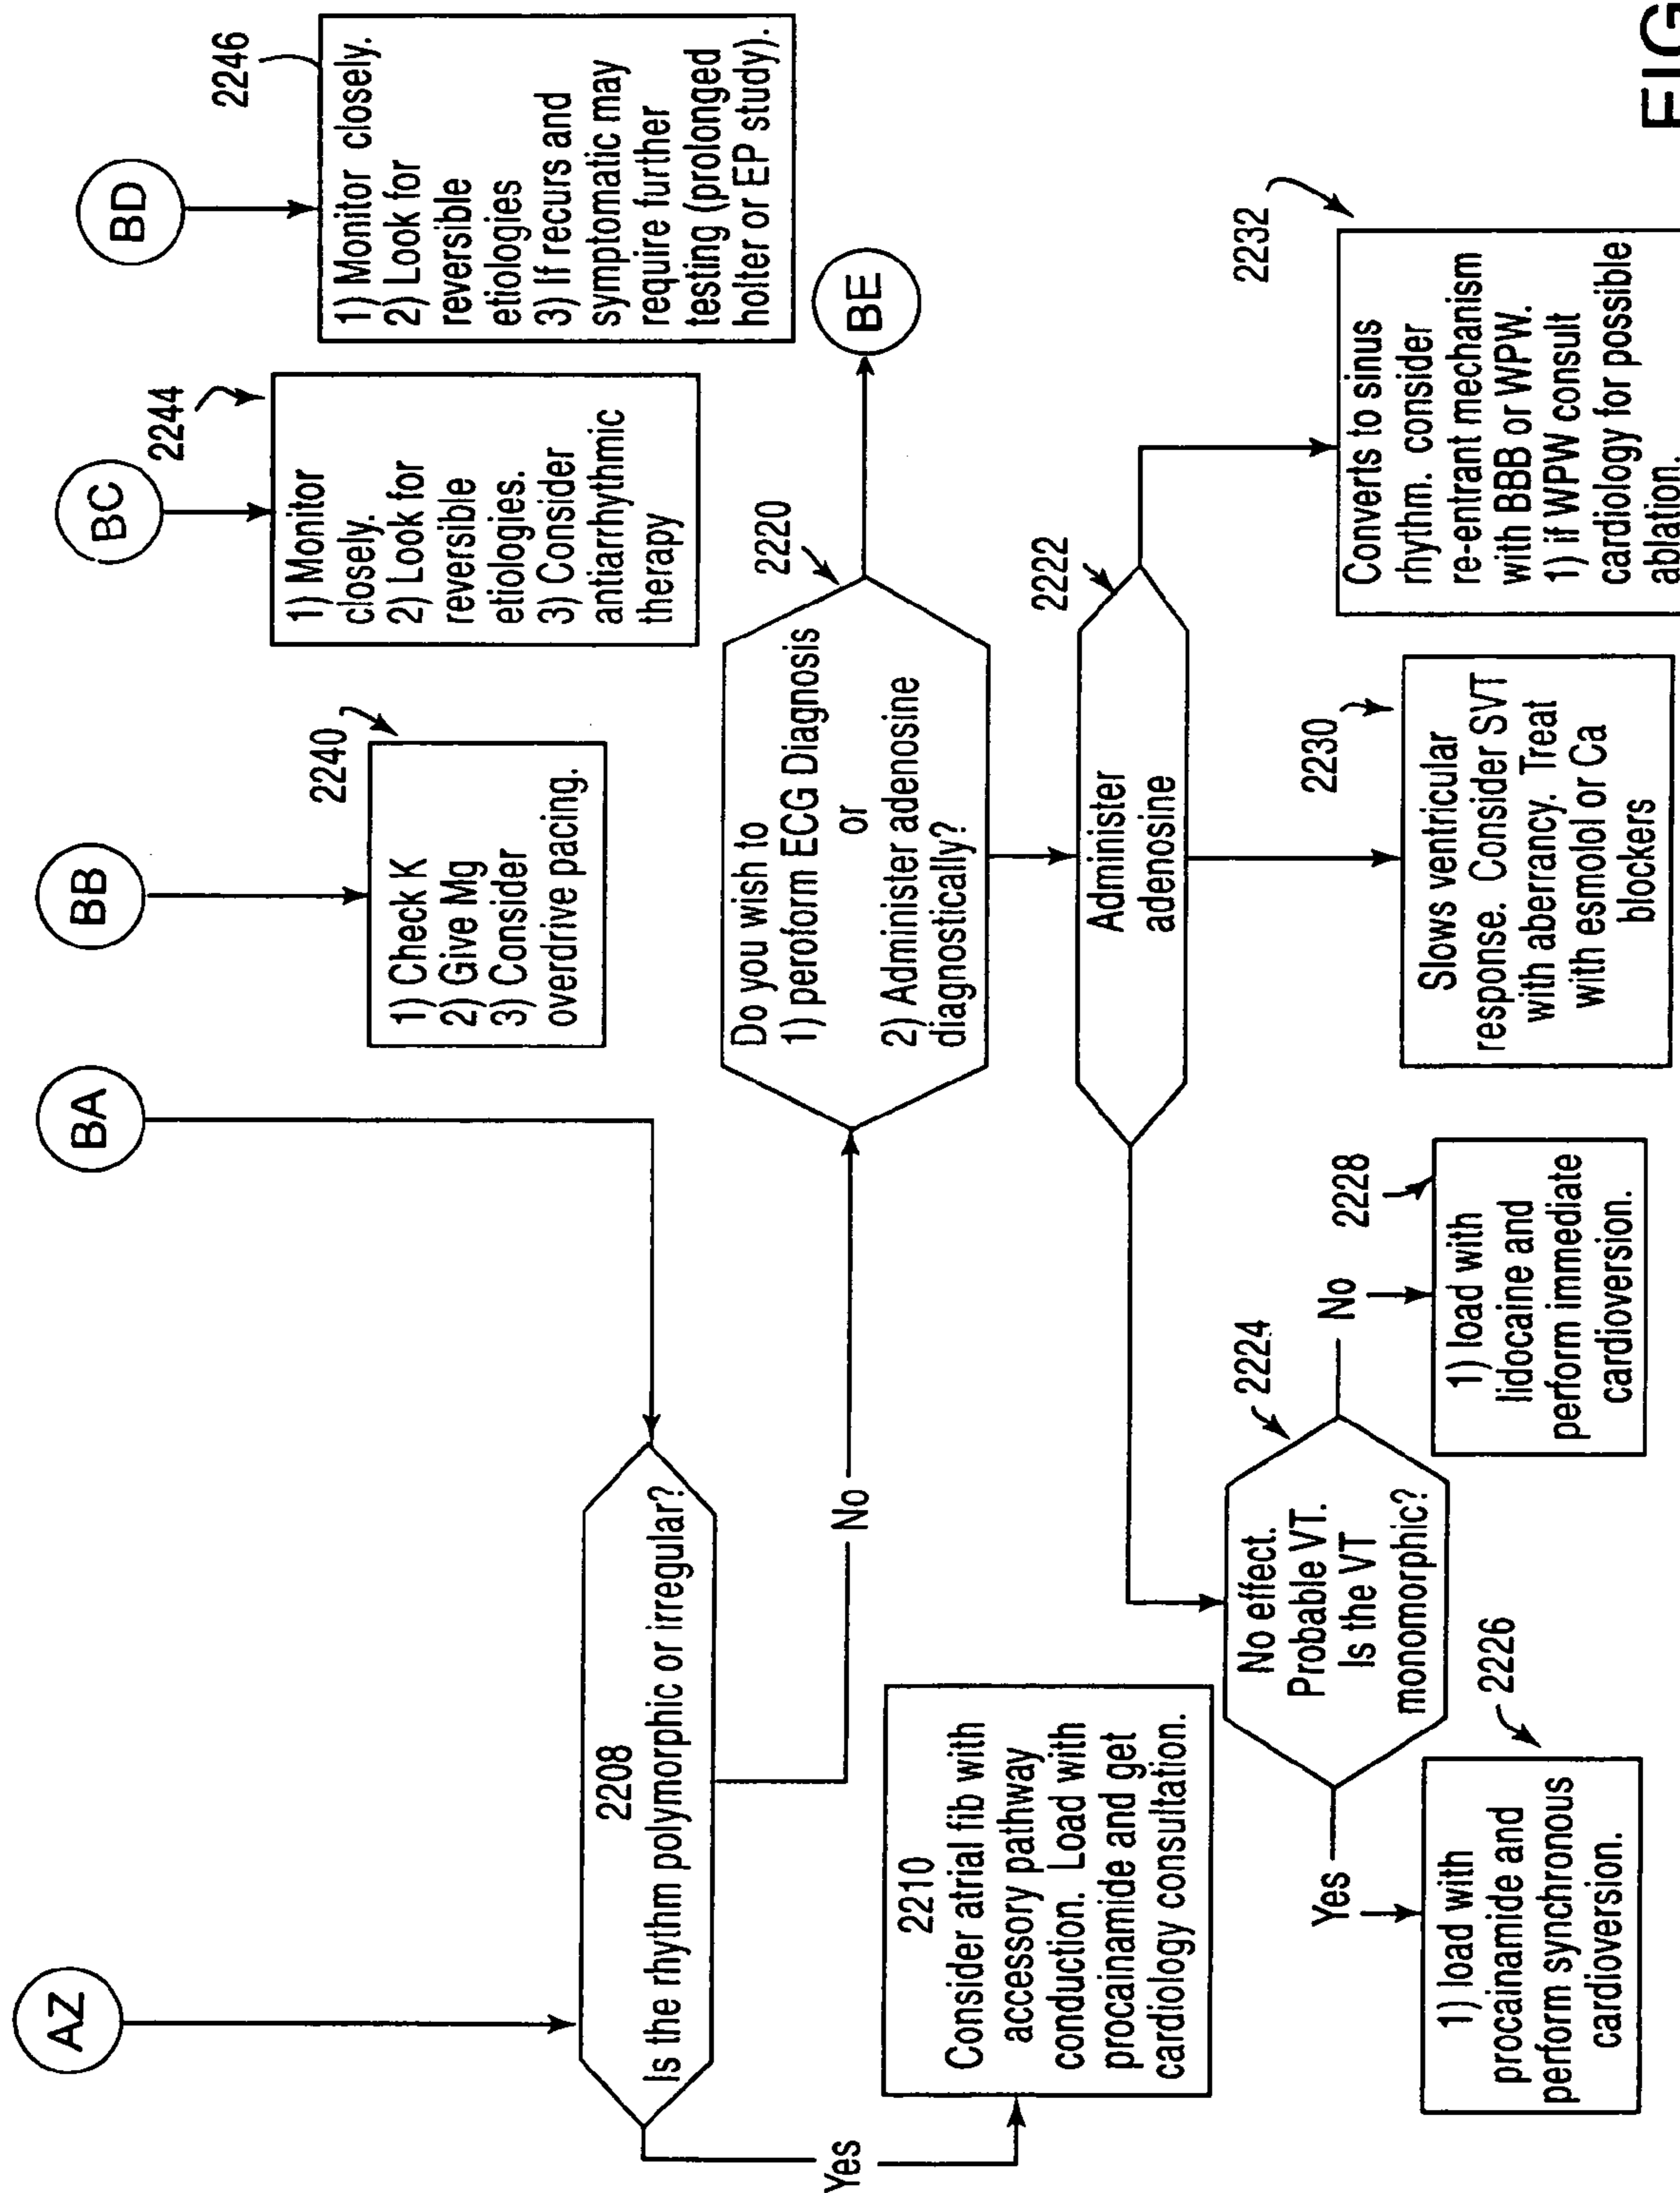 AZ
BA
BB
BC
BD
2208
Is the rhythm polymorphic or irregular?
Yes
No
2210
Consider atrial fib with
accessory pathway
conduction. Load with
procainamide and get
cardiology consultation.
2240
1) Check K
2) Give Mg
3) Consider
overdrive pacing.
2244
1) Monitor
closely.
2) Look for
reversible
etiologies.
3) Consider
antiarrhythmic
therapy
2246
1) Monitor closely.
2) Look for
reversible
etiologies
3) If recurs and
symptomatic may
require further
testing (prolonged
holter or EP study).
2220
Do you wish to
1) peroform ECG Diagnosis
or
2) Administer adenosine
diagnostically?
BE
2222
Administer
adenosine
2224
No effect.
Probable VT.
Is the VT
monomorphic?
Yes
No
2226
1) load with
procainamide and
perform synchronous
cardioversion.
2228
1) load with
lidocaine and
perform immediate
cardioversion.
2230
Slows ventricular
response. Consider SVT
with aberrancy. Treat
with esmolol or Ca
blockers
2232
Converts to sinus
rhythm. consider
re-entrant mechanism
with BBB or WPW.
1) if WPW consult
cardiology for possible
ablation.
FIG